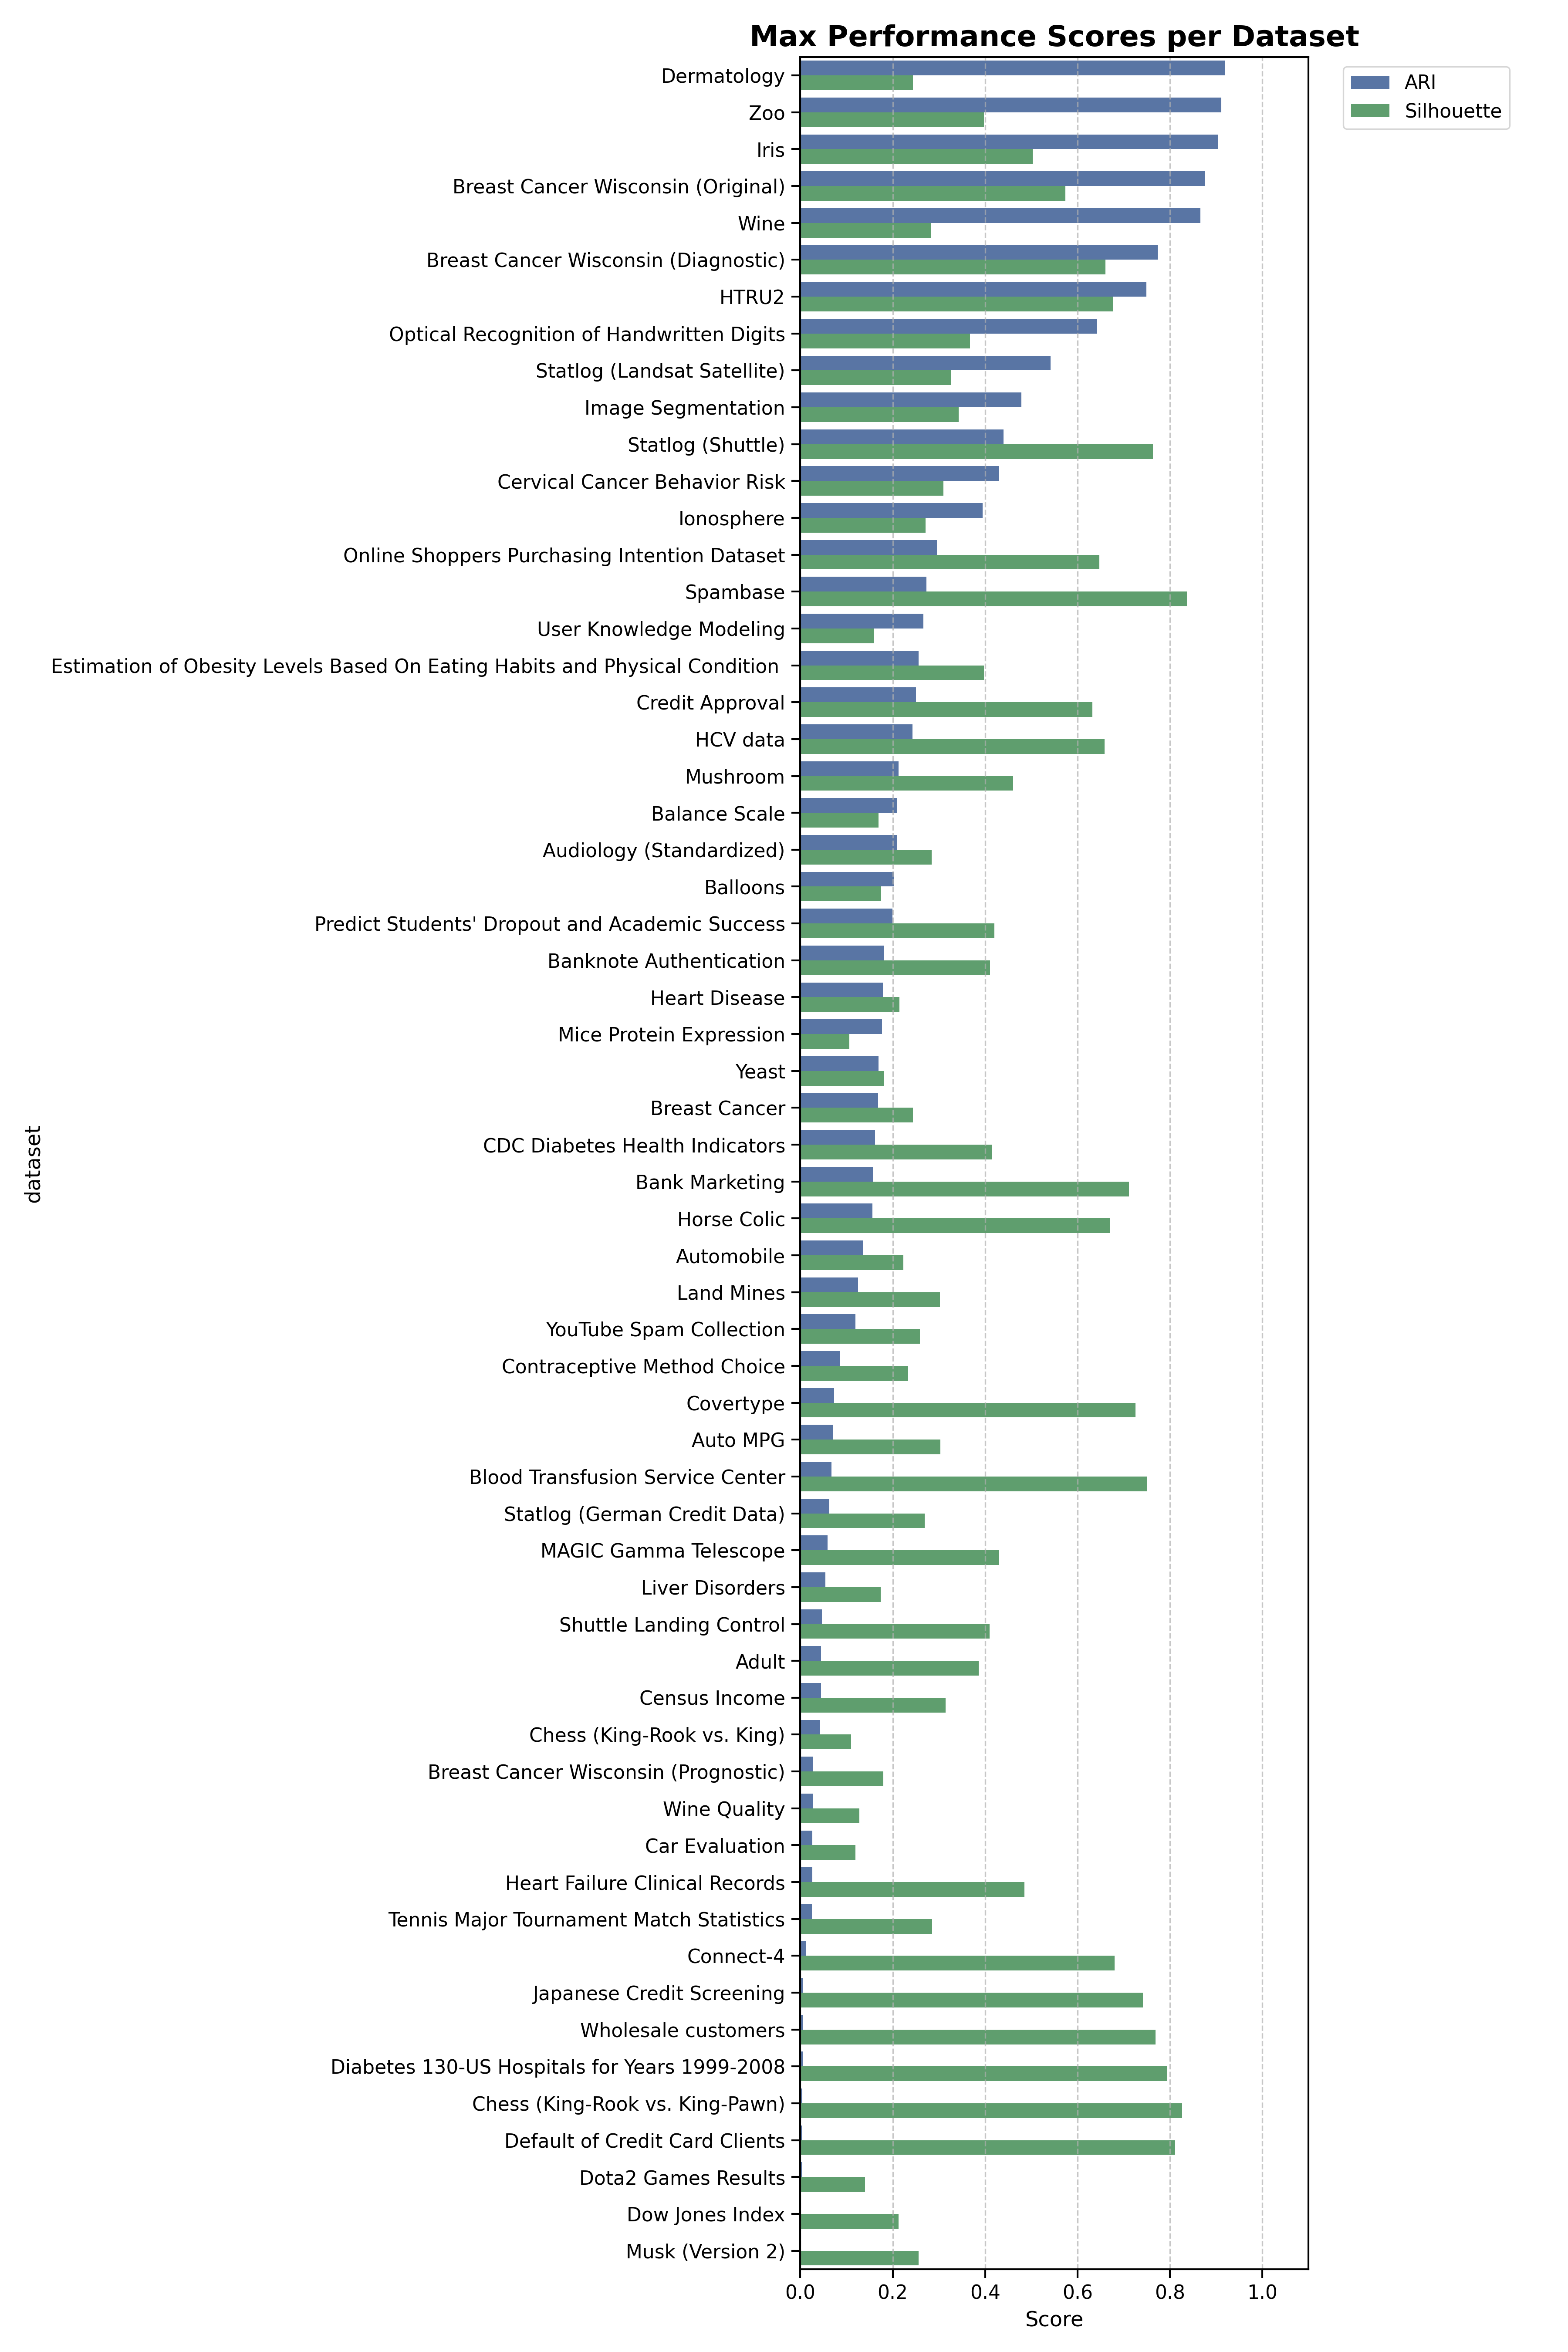 Max Performance Scores per Dataset
ARI
Silhouette
Dermatology
Zoo
Iris
Breast Cancer Wisconsin (Original)
Wine
Breast Cancer Wisconsin (Diagnostic)
HTRU2
Optical Recognition of Handwritten Digits
Statlog (Landsat Satellite)
Image Segmentation
Statlog (Shuttle)
Cervical Cancer Behavior Risk
Ionosphere
Online Shoppers Purchasing Intention Dataset
Spambase
User Knowledge Modeling
Estimation of Obesity Levels Based On Eating Habits and Physical Condition
Credit Approval
HCV data
Mushroom
Balance Scale
Audiology (Standardized)
Balloons
Predict Students' Dropout and Academic Success
Banknote Authentication
Heart Disease
Mice Protein Expression
Yeast
Breast Cancer
CDC Diabetes Health Indicators
Bank Marketing
Horse Colic
Automobile
Land Mines
YouTube Spam Collection
Contraceptive Method Choice
Covertype
Auto MPG
Blood Transfusion Service Center
Statlog (German Credit Data)
MAGIC Gamma Telescope
Liver Disorders
Shuttle Landing Control
Adult
Census Income
Chess (King-Rook vs. King)
Breast Cancer Wisconsin (Prognostic)
Wine Quality
Car Evaluation
Heart Failure Clinical Records
Tennis Major Tournament Match Statistics
Connect-4
Japanese Credit Screening
Wholesale customers
Diabetes 130-US Hospitals for Years 1999-2008
Chess (King-Rook vs. King-Pawn)
Default of Credit Card Clients
Dota2 Games Results
Dow Jones Index
Musk (Version 2)
dataset
0.0 0.2 0.4 0.6 0.8 1.0
Score